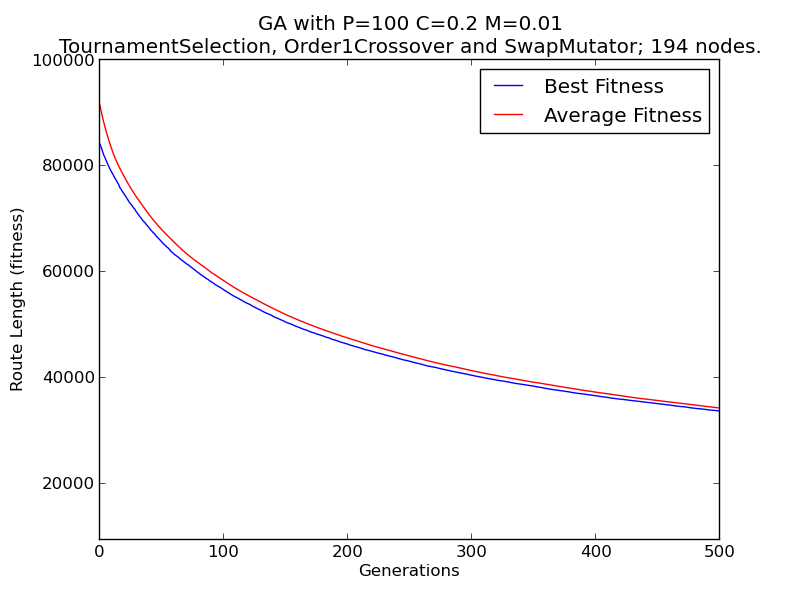 GA with P=100 C=0.2 M=0.01
TournamentSelection, Order1Crossover and SwapMutator; 194 nodes.
Best Fitness
Average Fitness
Route Length (fitness)
100000
80000
60000
40000
20000
0 100 200 300 400 500
Generations